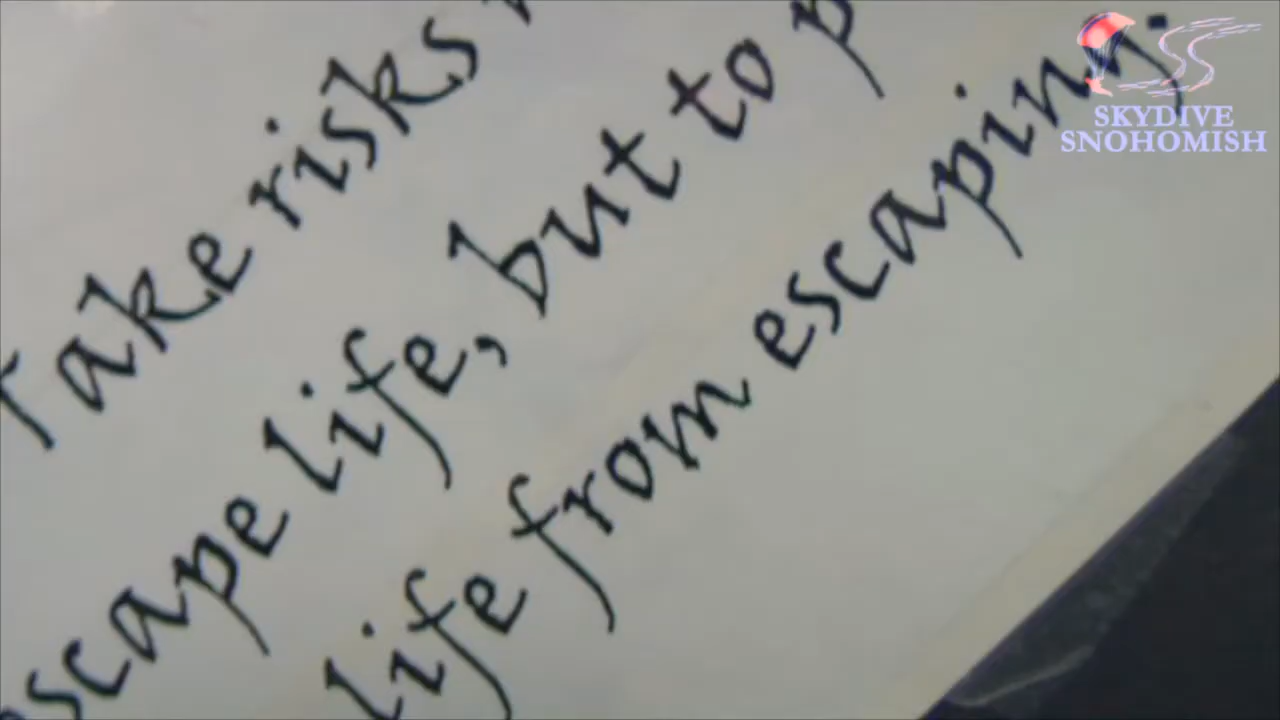 Take risks
escape life, but to p
life from escaping.
SKYDIVE
SNOHOMISH